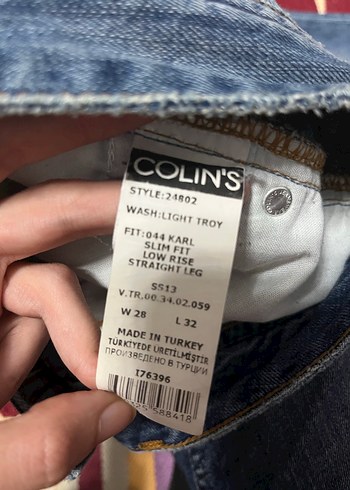 COLIN'S
STYLE:24802
WASH:LIGHT TROY
FIT:044 KARL
SLIM FIT
LOW RISE
STRAIGHT LEG
SS13
V.TR.00.34.02.059
W 28 L 32
MADE IN TURKEY
TÜRKİYEDE ÜRETİLMİŞTİR
ПРОИЗВЕДЕНО В ТУРЦИИ
I76396
588418